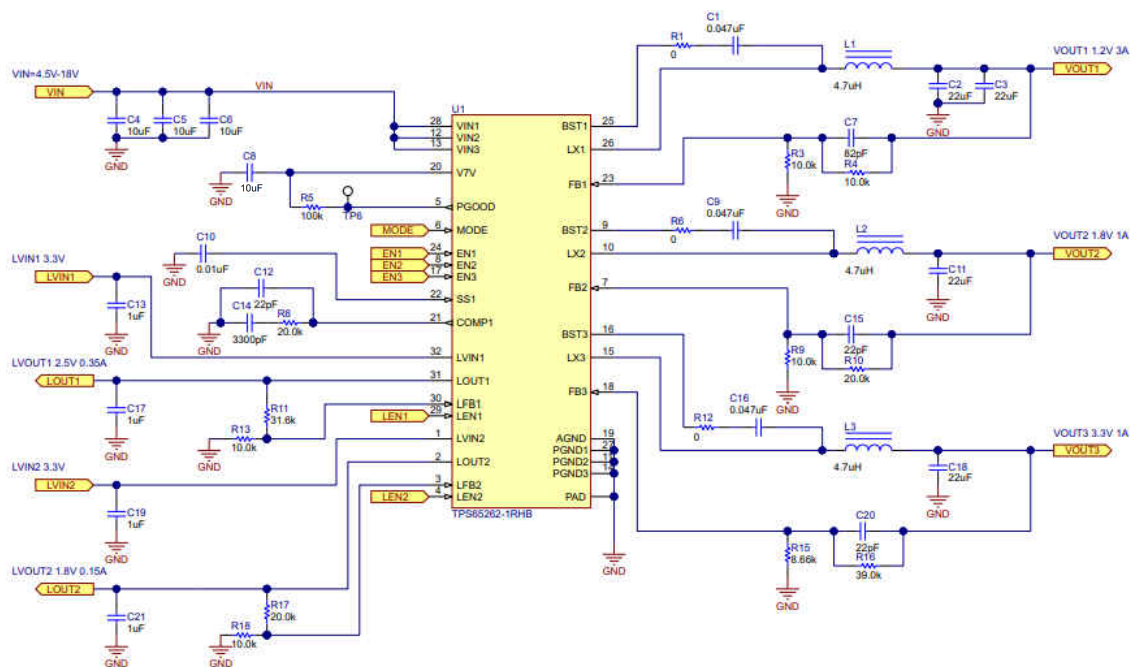 VIN=4.5V-18V
VIN
VIN
C4
10uF
C5
10uF
C6
10uF
GND
C8
10uF
GND
R5
100k
TP6
MODE
EN1
EN2
EN3
C10
0.01uF
GND
C12
22pF
C14
3300pF
R8
20.0k
GND
LVIN1 3.3V
LVIN1
C13
1uF
GND
LVOUT1 2.5V 0.35A
LOUT1
C17
1uF
GND
R11
31.6k
R13
10.0k
GND
LEN1
LVIN2 3.3V
LVIN2
C19
1uF
GND
LEN2
LVOUT2 1.8V 0.15A
LOUT2
C21
1uF
GND
R17
20.0k
R18
10.0k
GND
U1
28 VIN1
12 VIN2
13 VIN3
20 V7V
5 PGOOD
6 MODE
24 EN1
8 EN2
17 EN3
22 SS1
21 COMP1
32 LVIN1
31 LOUT1
30 LFB1
29 LEN1
1 LVIN2
2 LOUT2
3 LFB2
4 LEN2
BST1 25
LX1 26
FB1 23
BST2 9
LX2 10
FB2 7
BST3 16
LX3 15
FB3 18
AGND 19
PGND1 27
PGND2 11
PGND3 14
PAD
TPS65262-1RHB
GND
R1
0
C1
0.047uF
L1
4.7uH
C2
22uF
C3
22uF
GND
VOUT1 1.2V 3A
VOUT1
C7
82pF
R3
10.0k
R4
10.0k
GND
R6
0
C9
0.047uF
L2
4.7uH
C11
22uF
GND
VOUT2 1.8V 1A
VOUT2
C15
22pF
R9
10.0k
R10
20.0k
GND
R12
0
C16
0.047uF
L3
4.7uH
C18
22uF
GND
VOUT3 3.3V 1A
VOUT3
C20
22pF
R15
8.66k
R16
39.0k
GND